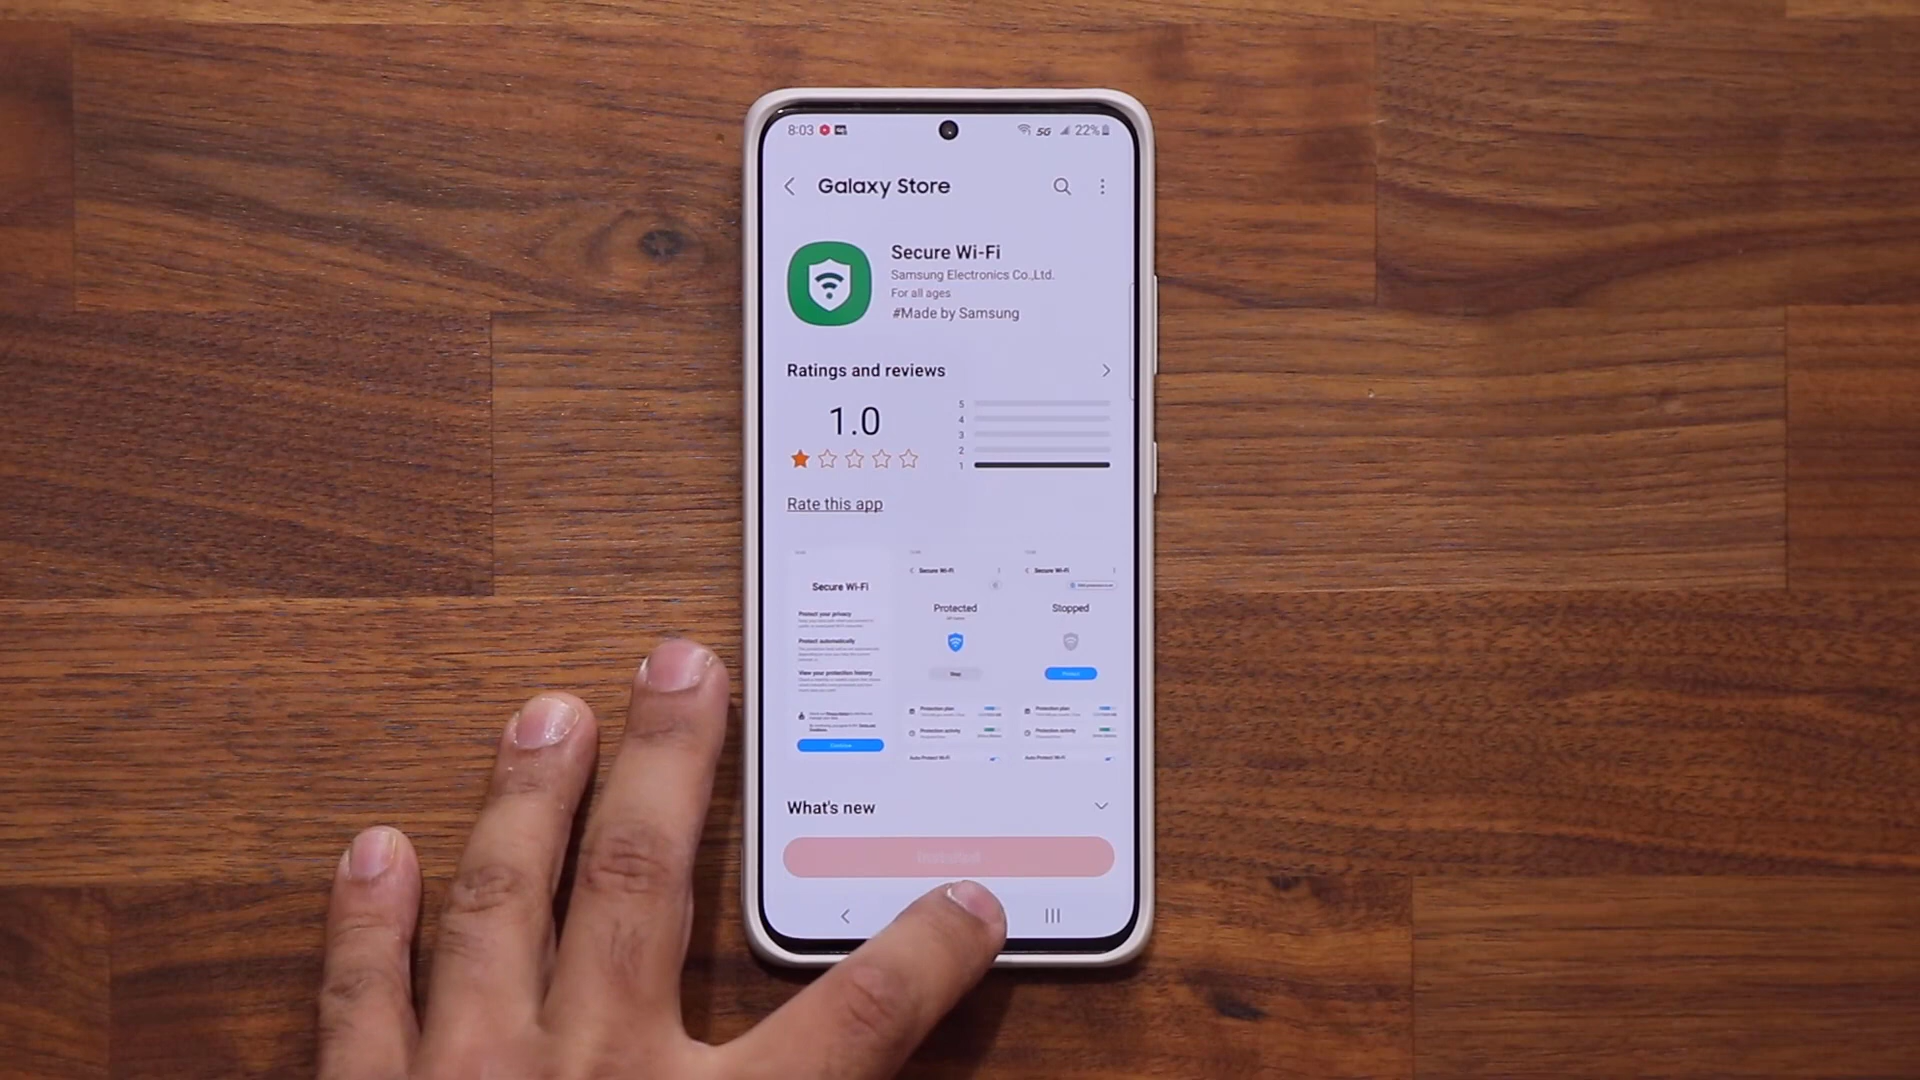 8:03 5G 22%
Galaxy Store
Secure Wi-Fi
Samsung Electronics Co.,Ltd.
For all ages
#Made by Samsung
Ratings and reviews
1.0
5
4
3
2
1
Rate this app
Secure Wi-Fi
Protect your privacy
Protect automatically
View your protection history
Continue
Secure Wi-Fi
Protected
Stop
Protection plan
Protection activity
Auto Protect Wi-Fi
Secure Wi-Fi
Stopped
Protect
Protection plan
Protection activity
Auto Protect Wi-Fi
What's new